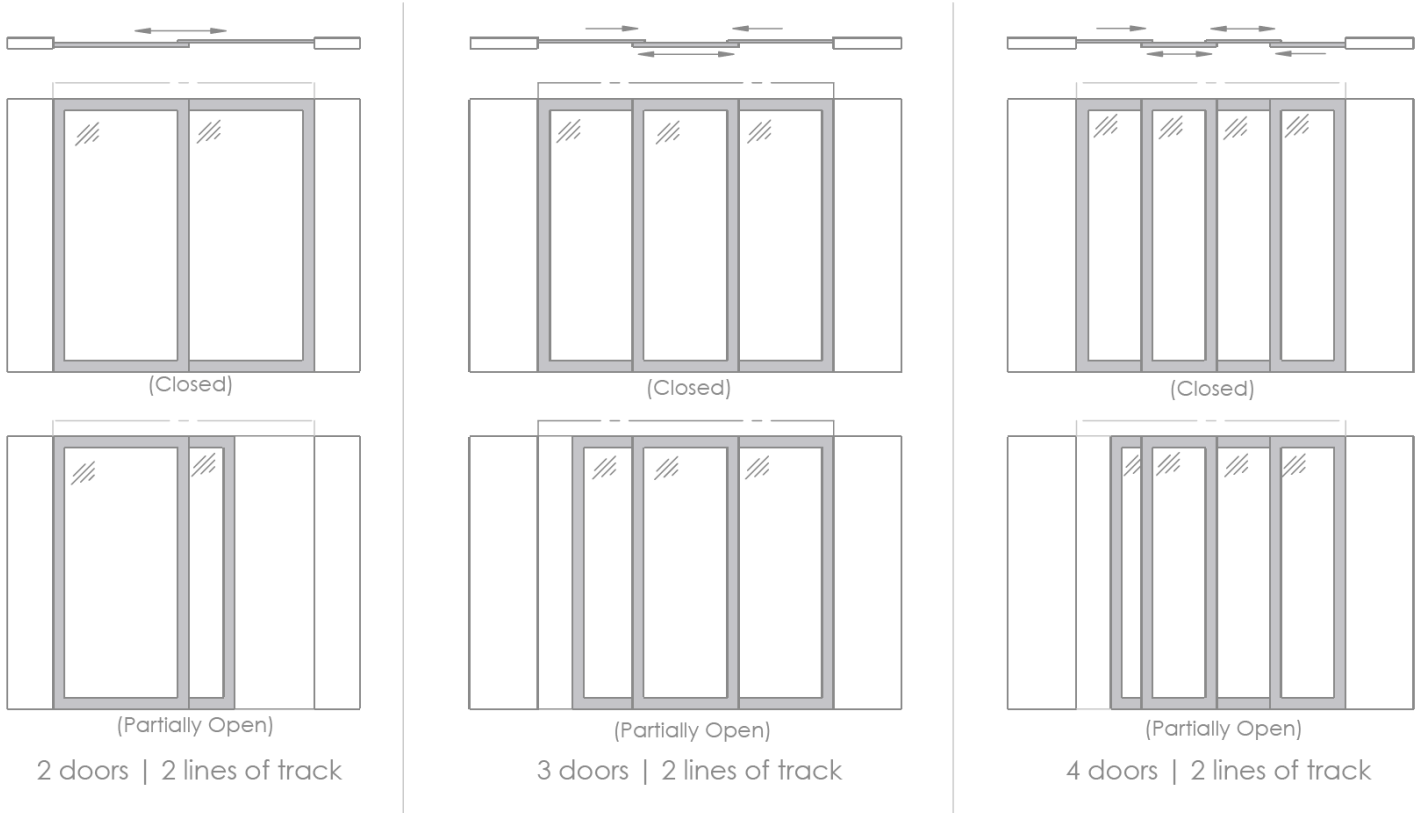 (Closed)
(Partially Open)
2 doors | 2 lines of track
(Closed)
(Partially Open)
3 doors | 2 lines of track
(Closed)
(Partially Open)
4 doors | 2 lines of track